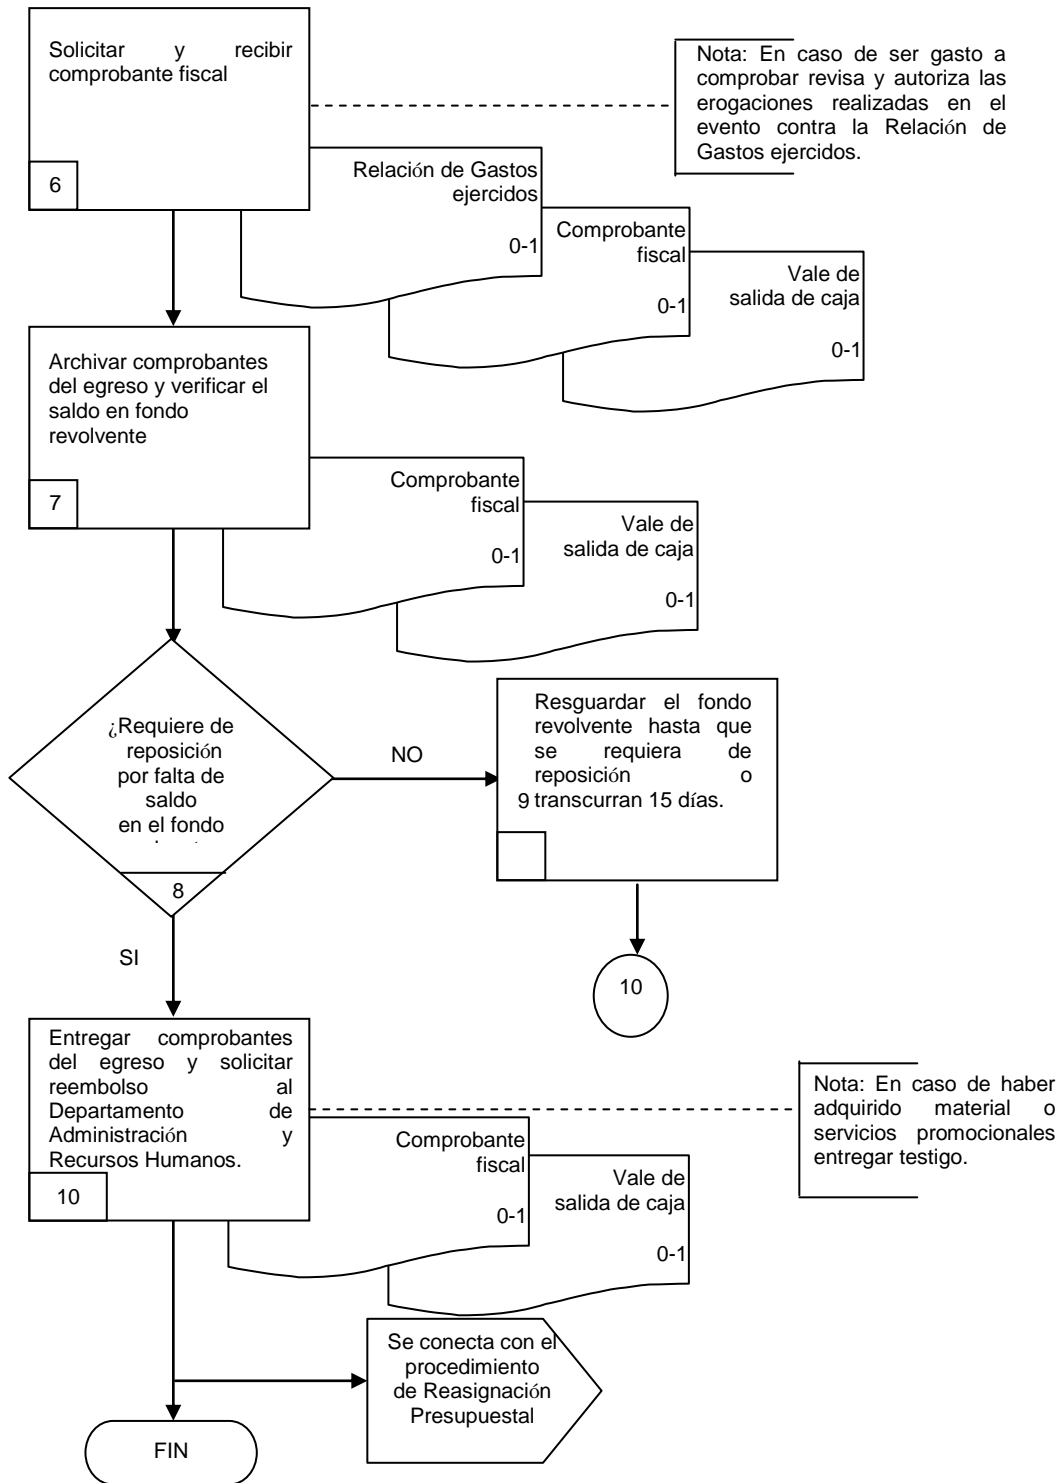 Solicitar y recibir
comprobante fiscal
6
Nota: En caso de ser gasto a
comprobar revisa y autoriza las
erogaciones realizadas en el
evento contra la Relación de
Gastos ejercidos.
Relación de Gastos
ejercidos
0-1
Comprobante
fiscal
0-1
Vale de
salida de caja
0-1
Archivar comprobantes
del egreso y verificar el
saldo en fondo
revolvente
7
Comprobante
fiscal
0-1
Vale de
salida de caja
0-1
¿Requiere de
reposición
por falta de
saldo
en el fondo
8
NO
SI
Resguardar el fondo
revolvente hasta que
se requiera de
reposición o
9 transcurran 15 días.
10
Entregar comprobantes
del egreso y solicitar
reembolso al
Departamento de
Administración y
Recursos Humanos.
10
Nota: En caso de haber
adquirido material o
servicios promocionales
entregar testigo.
Comprobante
fiscal
0-1
Vale de
salida de caja
0-1
Se conecta con el
procedimiento
de Reasignación
Presupuestal
FIN